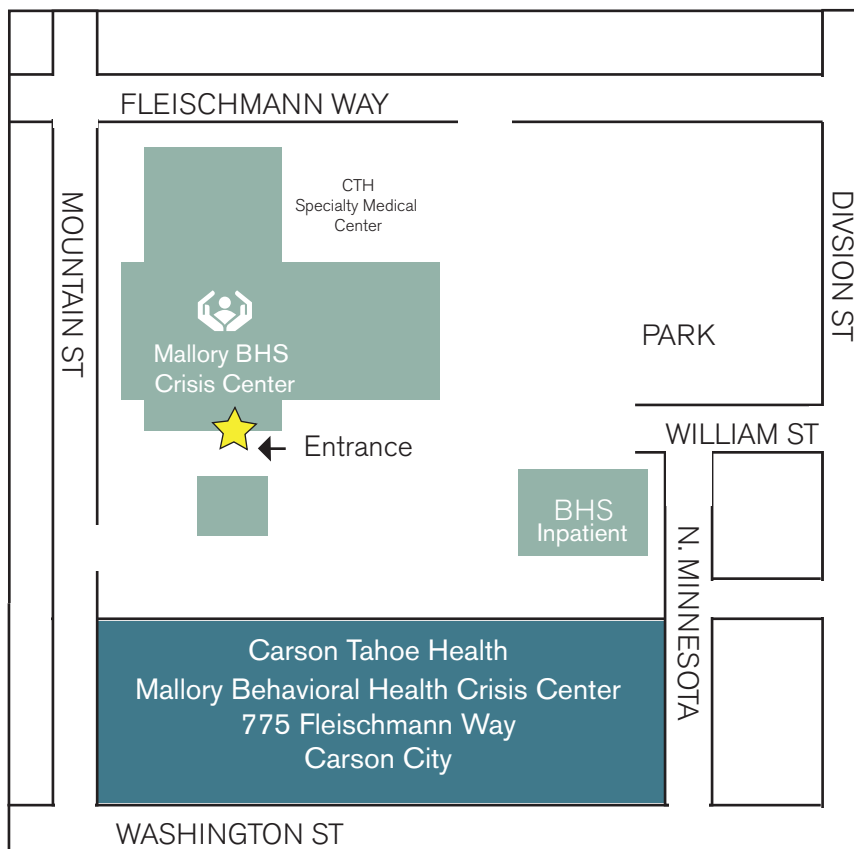 FLEISCHMANN WAY
CTH
Specialty Medical
Center
MOUNTAIN ST
DIVSION ST
PARK
Mallory BHS
Crisis Center
WILLIAM ST
Entrance
BHS
Inpatient
N. MINNESOTA
Carson Tahoe Health
Mallory Behavioral Health Crisis Center
775 Fleischmann Way
Carson City
WASHINGTON ST